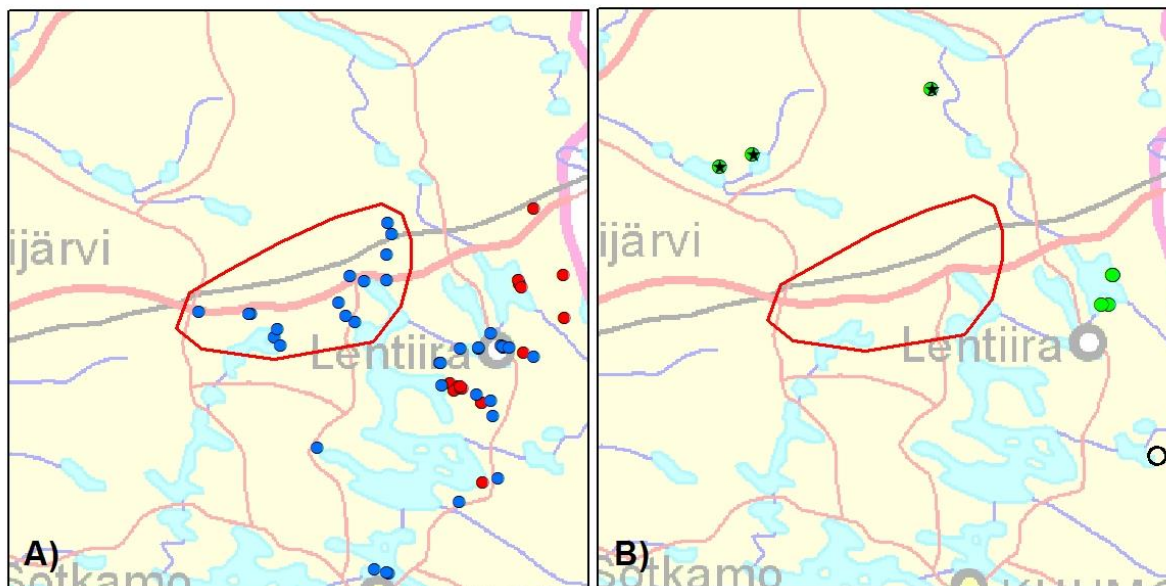 ijärvi
Lentiira
A)
Sotkamo
ijärvi
Lentiira
B)
Sotkamo